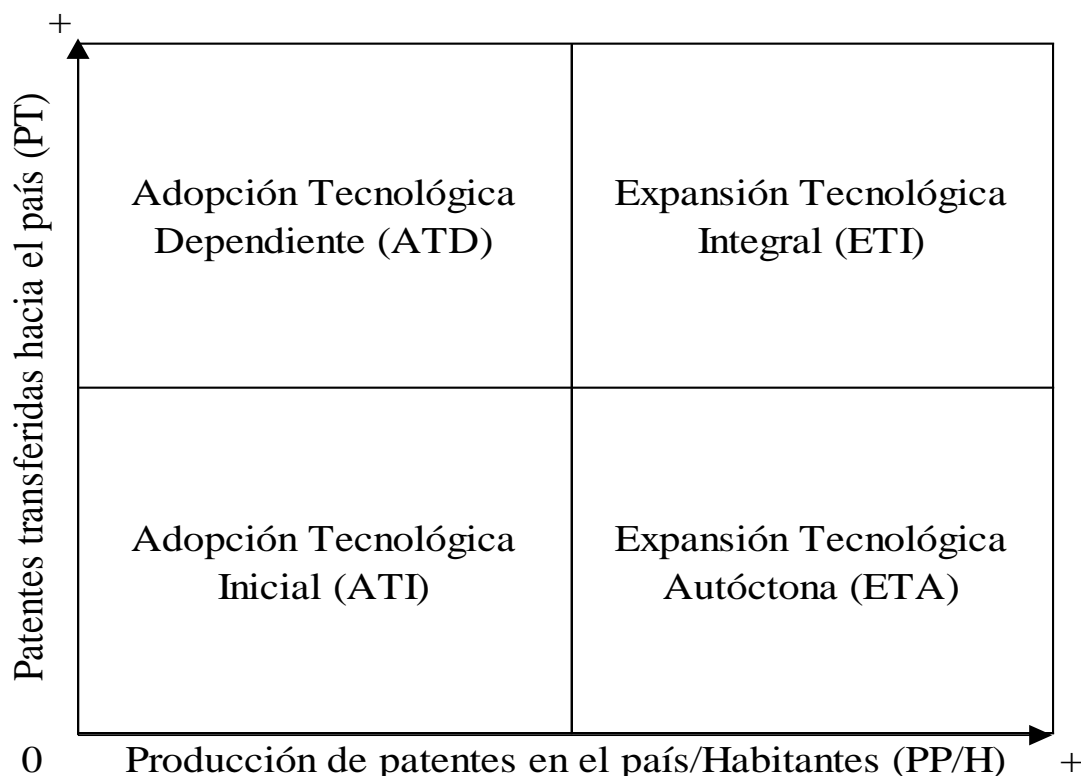 +
Patentes transferidas hacia el país (PT)
Adopción Tecnológica
Dependiente (ATD)
Expansión Tecnológica
Integral (ETI)
Adopción Tecnológica
Inicial (ATI)
Expansión Tecnológica
Autóctona (ETA)
0
Producción de patentes en el país/Habitantes (PP/H)
+